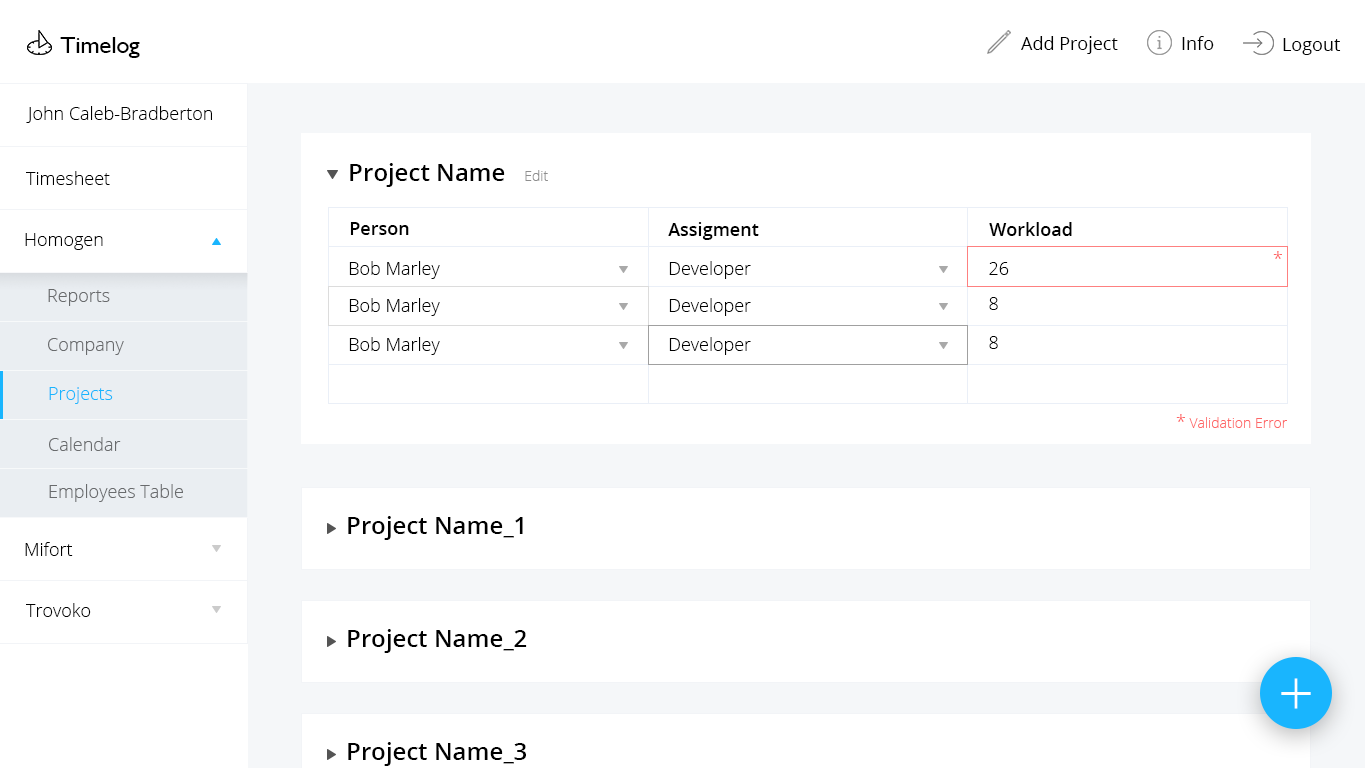 Timelog
Add Project
Info
Logout
John Caleb-Bradberton
Timesheet
Homogen
Reports
Company
Projects
Calendar
Employees Table
Mifort
Trovoko
Project Name Edit
Person Assigment Workload
Bob Marley Developer 26 *
Bob Marley Developer 8
Bob Marley Developer 8
* Validation Error
Project Name_1
Project Name_2
Project Name_3